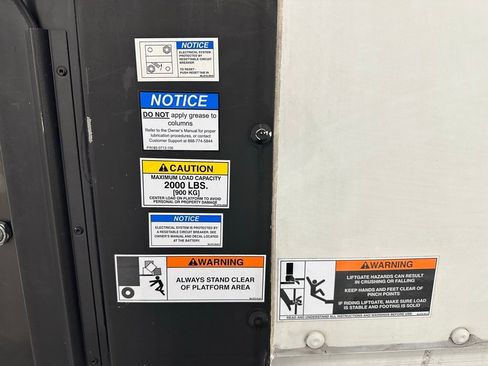 NOTICE
ELECTRICAL SYSTEM
PROTECTED BY
RESETTABLE CIRCUIT
BREAKER
TO RESET:
PUSH RESET TAB IN
NOTICE
DO NOT apply grease to
columns
Refer to the Owner's Manual for proper
lubrication procedures, or contact
Customer Support at 888-774-5844
CAUTION
MAXIMUM LOAD CAPACITY
2000 LBS.
[900 KG]
CENTER LOAD ON PLATFORM TO AVOID
PERSONAL OR PROPERTY DAMAGE
NOTICE
ELECTRICAL SYSTEM IS PROTECTED BY
A RESETABLE CIRCUIT BREAKER. SEE
OWNER'S MANUAL AND DECAL LOCATED
AT THE BATTERY.
WARNING
ALWAYS STAND CLEAR
OF PLATFORM AREA
WARNING
LIFTGATE HAZARDS CAN RESULT
IN CRUSHING OR FALLING
KEEP HANDS AND FEET CLEAR OF
PINCH POINTS
IF RIDING LIFTGATE, MAKE SURE LOAD
IS STABLE AND FOOTING IS SOLID
READ AND UNDERSTAND ALL INSTRUCTIONS AND WARNINGS BEFORE USE